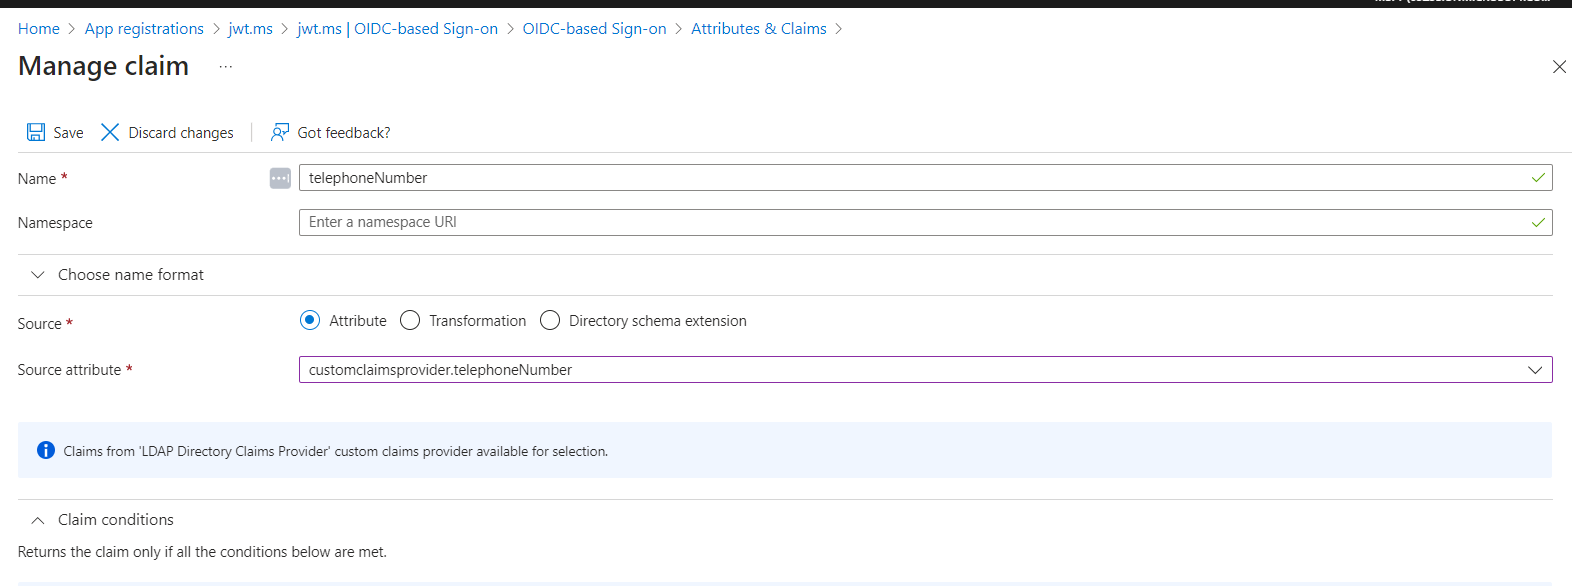 Home > App registrations > jwt.ms > jwt.ms | OIDC-based Sign-on > OIDC-based Sign-on > Attributes & Claims >
Manage claim ...
Save Discard changes | Got feedback?
Name * telephoneNumber
Namespace Enter a namespace URI
Choose name format
Source * Attribute Transformation Directory schema extension
Source attribute * customclaimsprovider.telephoneNumber
Claims from 'LDAP Directory Claims Provider' custom claims provider available for selection.
Claim conditions
Returns the claim only if all the conditions below are met.